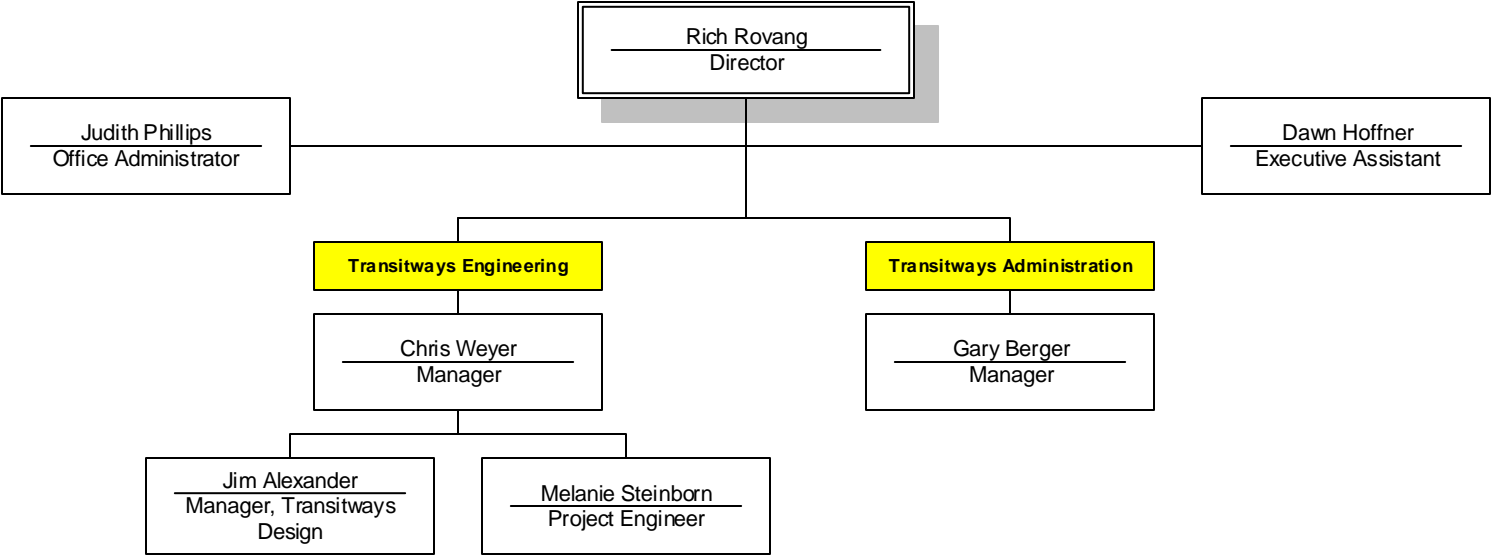 Rich Rovang
Director
Judith Phillips
Office Administrator
Dawn Hoffner
Executive Assistant
Transitways Engineering
Transitways Administration
Chris Weyer
Manager
Gary Berger
Manager
Jim Alexander
Manager, Transitways
Design
Melanie Steinborn
Project Engineer